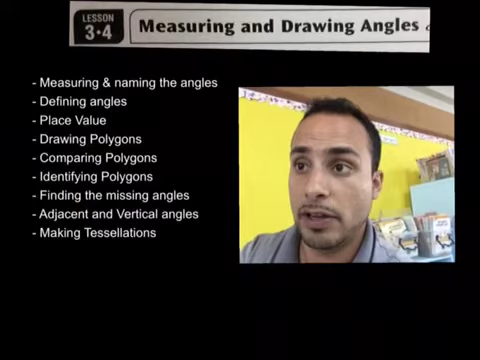 LESSON
3•4
Measuring and Drawing Angles
- Measuring & naming the angles
- Defining angles
- Place Value
- Drawing Polygons
- Comparing Polygons
- Identifying Polygons
- Finding the missing angles
- Adjacent and Vertical angles
- Making Tessellations